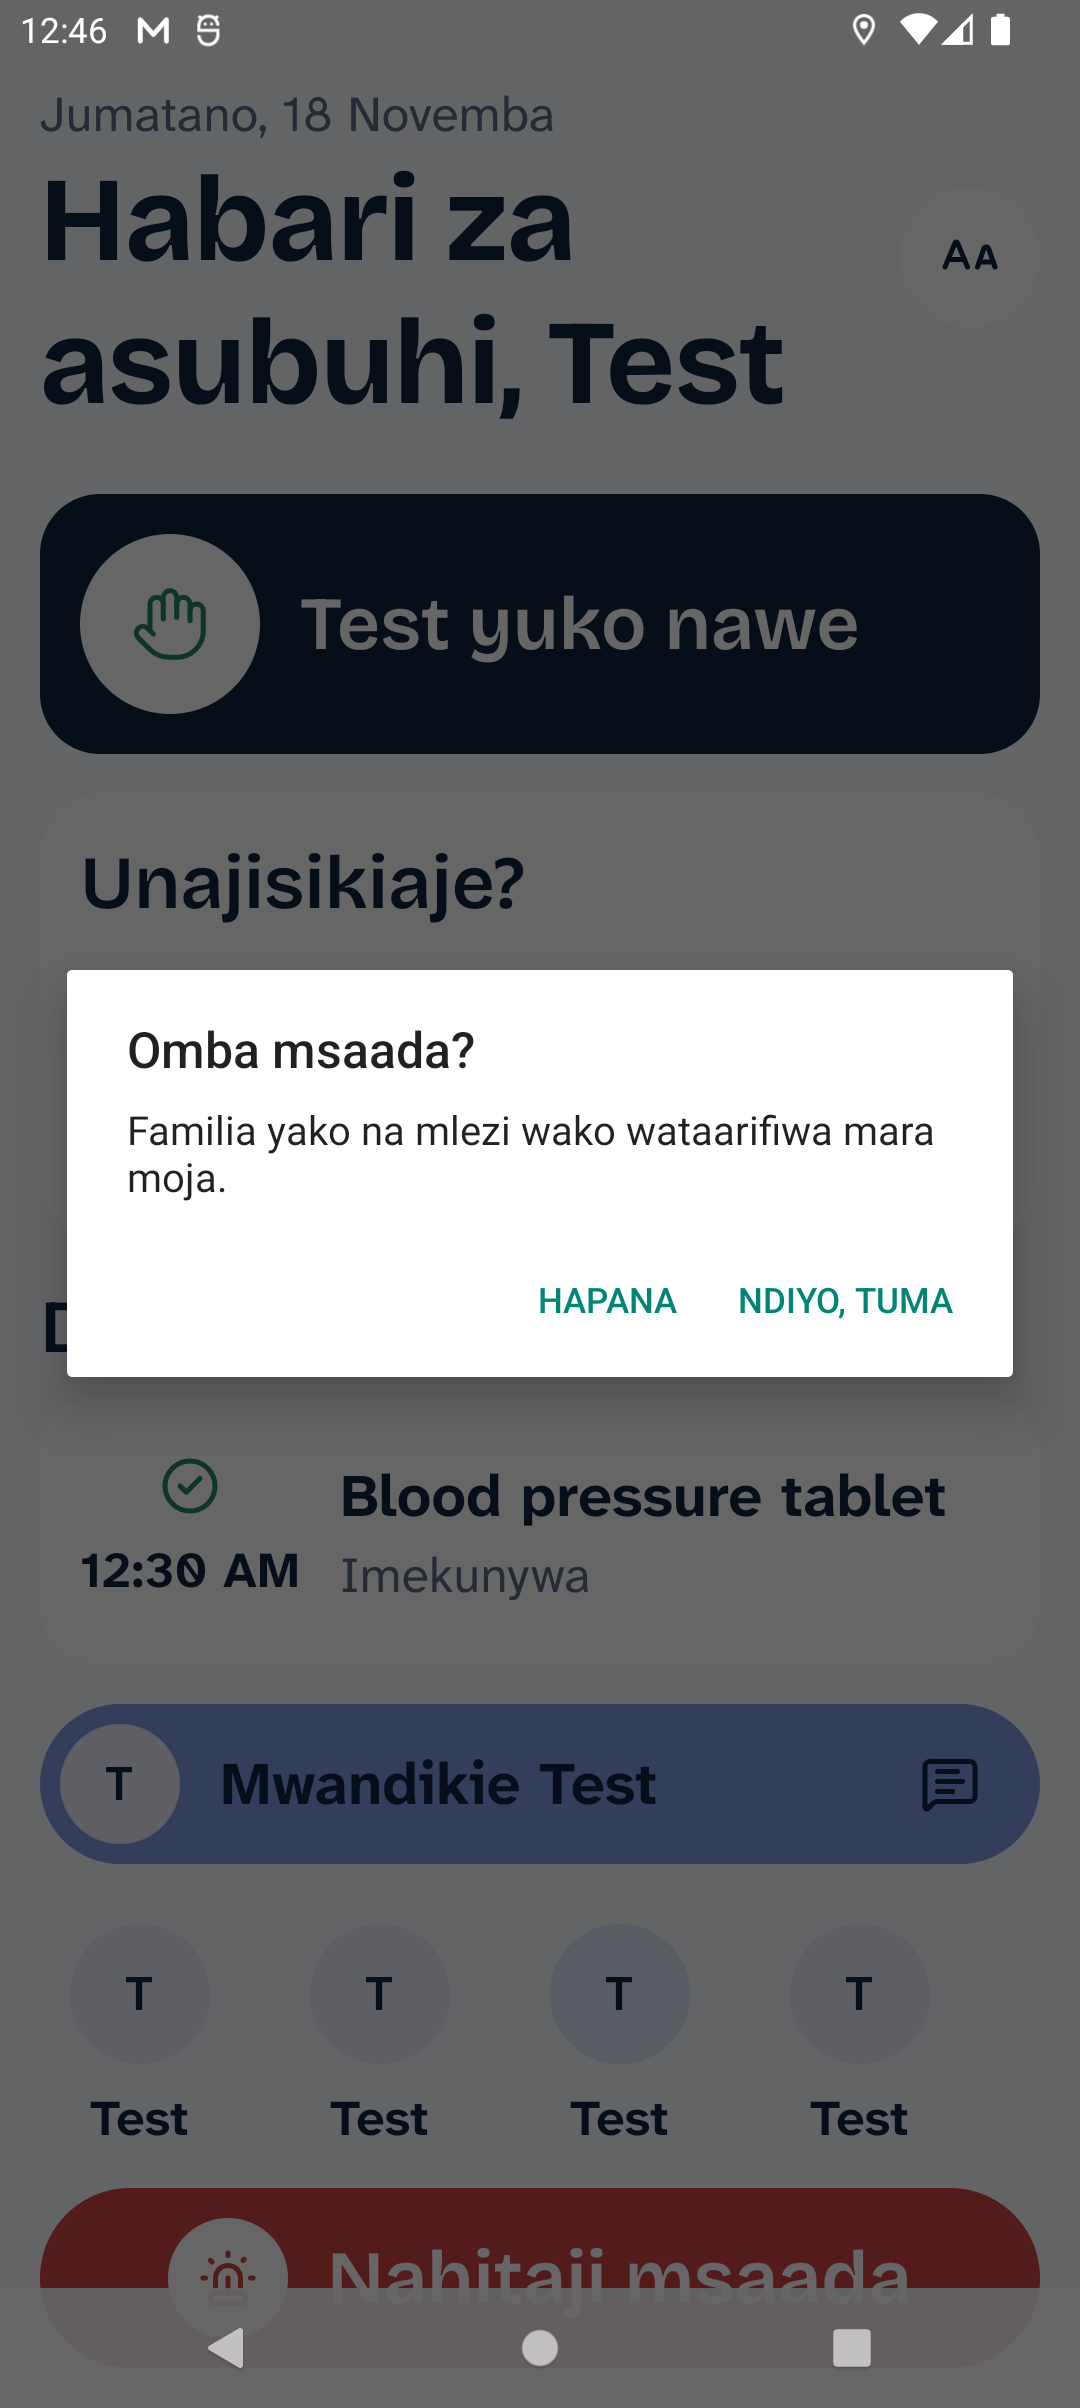 12:46
Jumatano, 18 Novemba
Habari za
asubuhi, Test
AA
Test yuko nawe
Unajisikiaje?
Omba msaada?
Familia yako na mlezi wako wataarifiwa mara
moja.
HAPANA
NDIYO, TUMA
Blood pressure tablet
12:30 AM
Imekunywa
T
Mwandikie Test
T
T
T
T
Test
Test
Test
Test
Nahitaji msaada